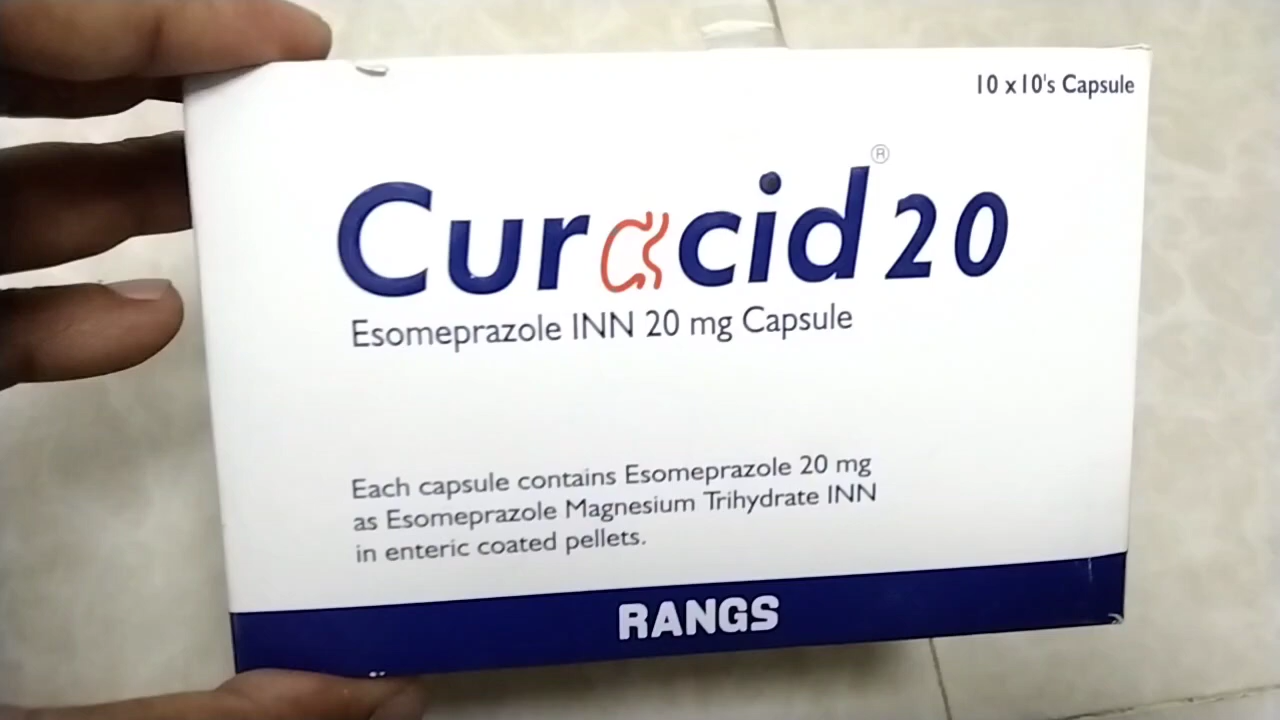 10 x 10's Capsule
Curacid® 20
Esomeprazole INN 20 mg Capsule
Each capsule contains Esomeprazole 20 mg
as Esomeprazole Magnesium Trihydrate INN
in enteric coated pellets.
RANGS